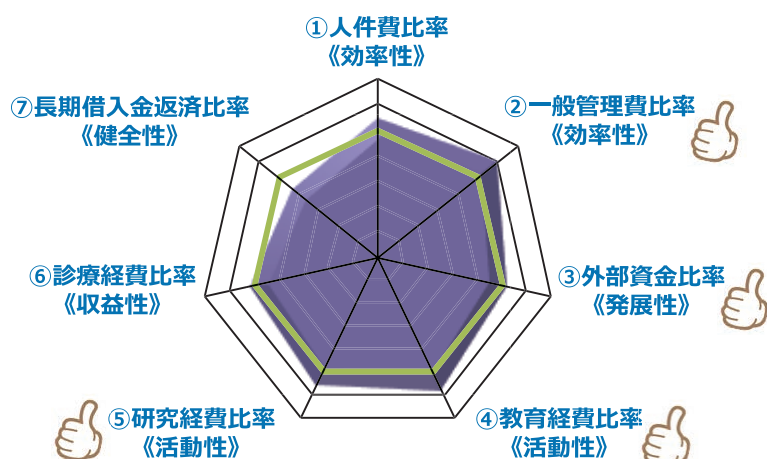 ①人件費比率
《効率性》
②一般管理費比率
《効率性》
③外部資金比率
《発展性》
④教育経費比率
《活動性》
⑤研究経費比率
《活動性》
⑥診療経費比率
《収益性》
⑦長期借入金返済比率
《健全性》